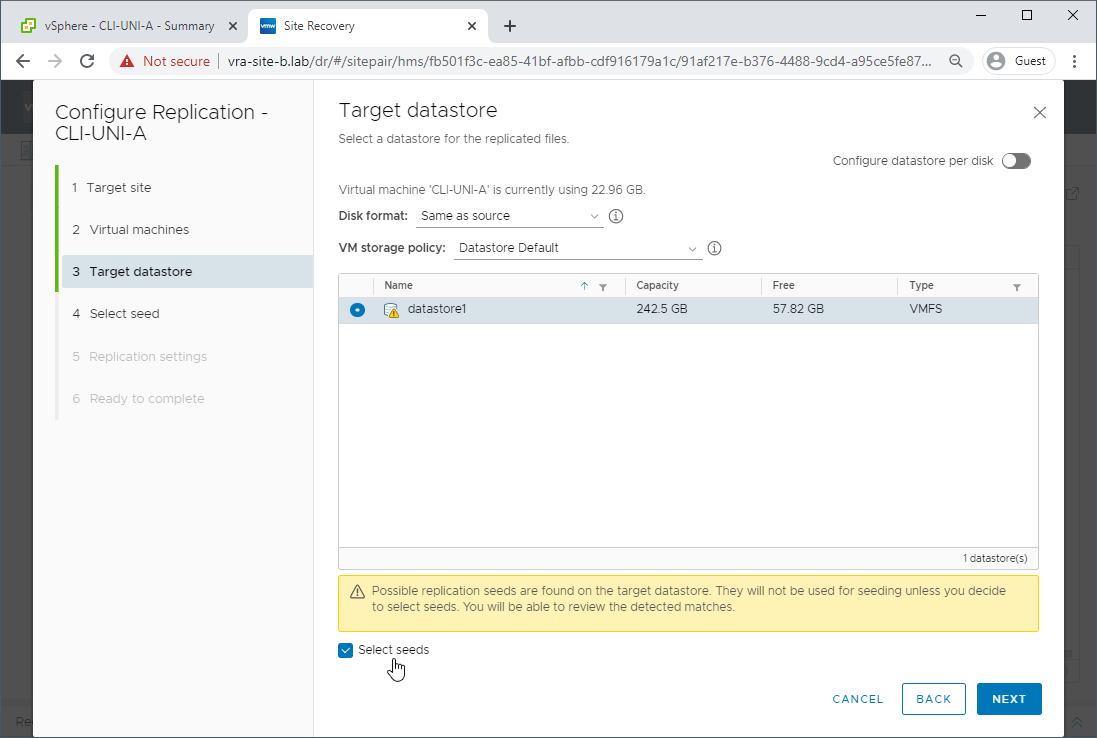 vSphere - CLI-UNI-A - Summary
vmw Site Recovery
Not secure
vra-site-b.lab/dr/#/sitepair/hms/fb501f3c-ea85-41bf-afbb-cdf916179a1c/91af217e-b376-4488-9cd4-a95ce5fe87...
Guest
Configure Replication -
CLI-UNI-A
1 Target site
2 Virtual machines
3 Target datastore
4 Select seed
5 Replication settings
6 Ready to complete
Target datastore
Select a datastore for the replicated files.
Configure datastore per disk
Virtual machine 'CLI-UNI-A' is currently using 22.96 GB.
Disk format: Same as source
VM storage policy: Datastore Default
Name Capacity Free Type
datastore1 242.5 GB 57.82 GB VMFS
1 datastore(s)
Possible replication seeds are found on the target datastore. They will not be used for seeding unless you decide
to select seeds. You will be able to review the detected matches.
Select seeds
CANCEL BACK NEXT